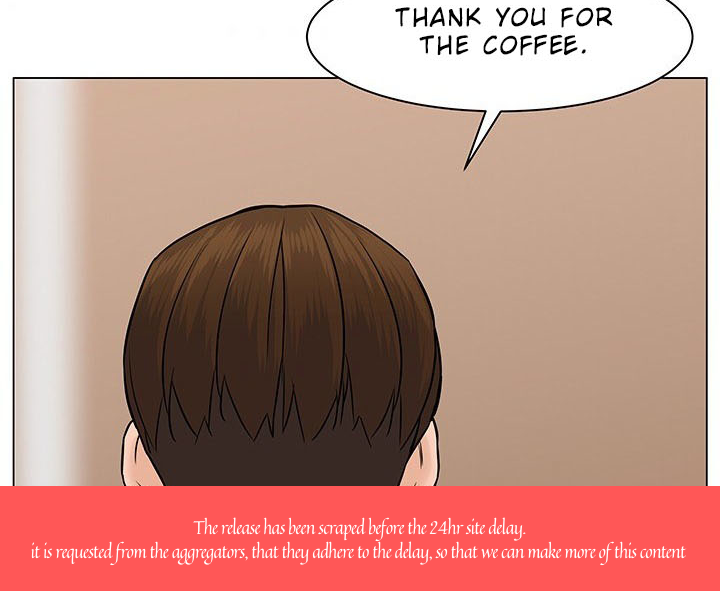 THANK YOU FOR
THE COFFEE.
The release has been scraped before the 24hr site delay.
it is requested from the aggregators, that they adhere to the delay, so that we can make more of this content